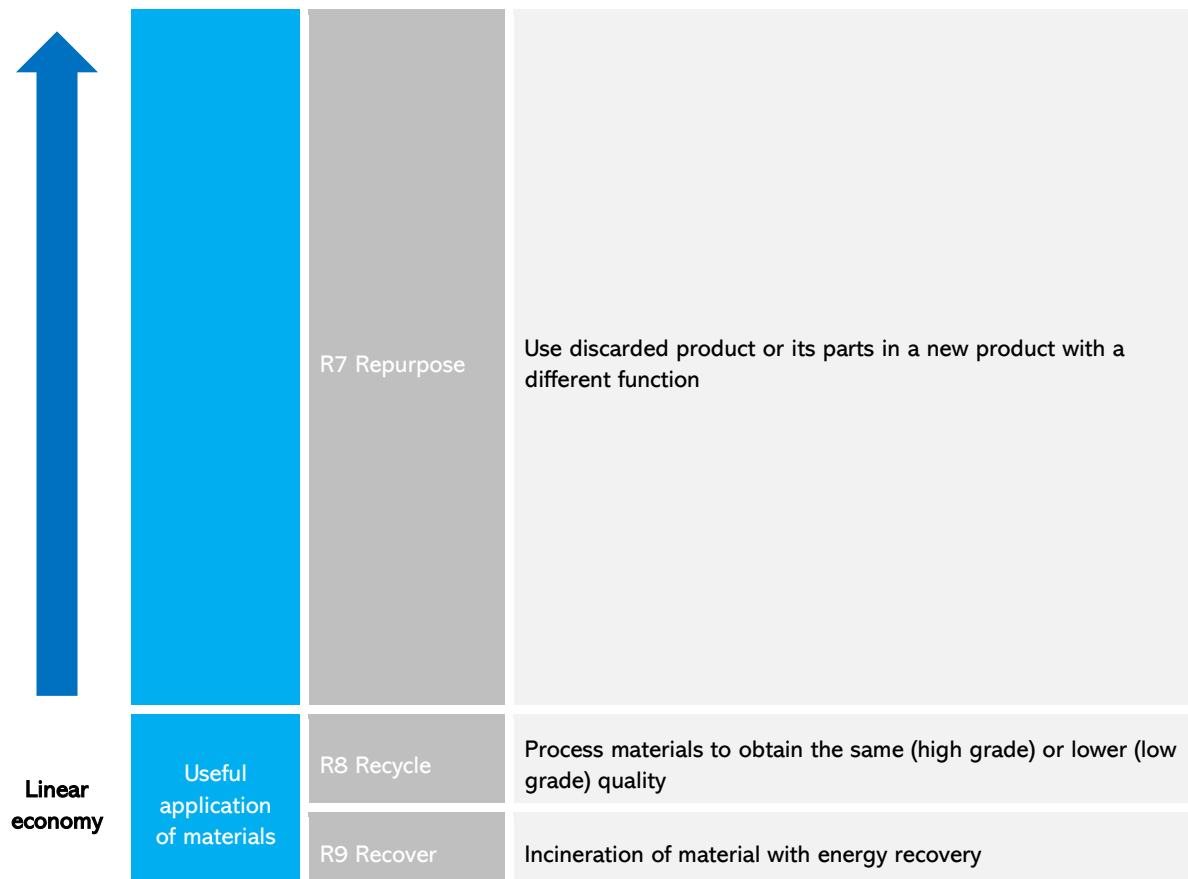 R7 Repurpose
Use discarded product or its parts in a new product with a
different function
Linear
economy
Useful
application
of materials
R8 Recycle
Process materials to obtain the same (high grade) or lower (low
grade) quality
R9 Recover
Incineration of material with energy recovery